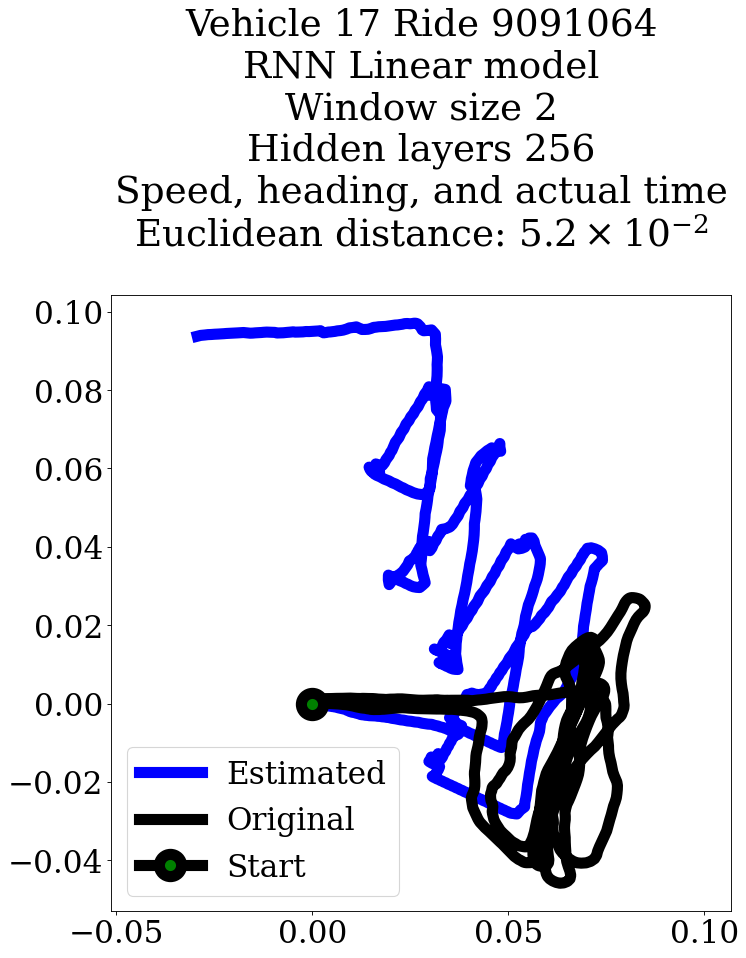 Vehicle 17 Ride 9091064
RNN Linear model
Window size 2
Hidden layers 256
Speed, heading, and actual time
Euclidean distance: 5.2 × 10⁻²
0.10
0.08
0.06
0.04
0.02
0.00
−0.02
−0.04
Estimated
Original
Start
−0.05 0.00 0.05 0.10